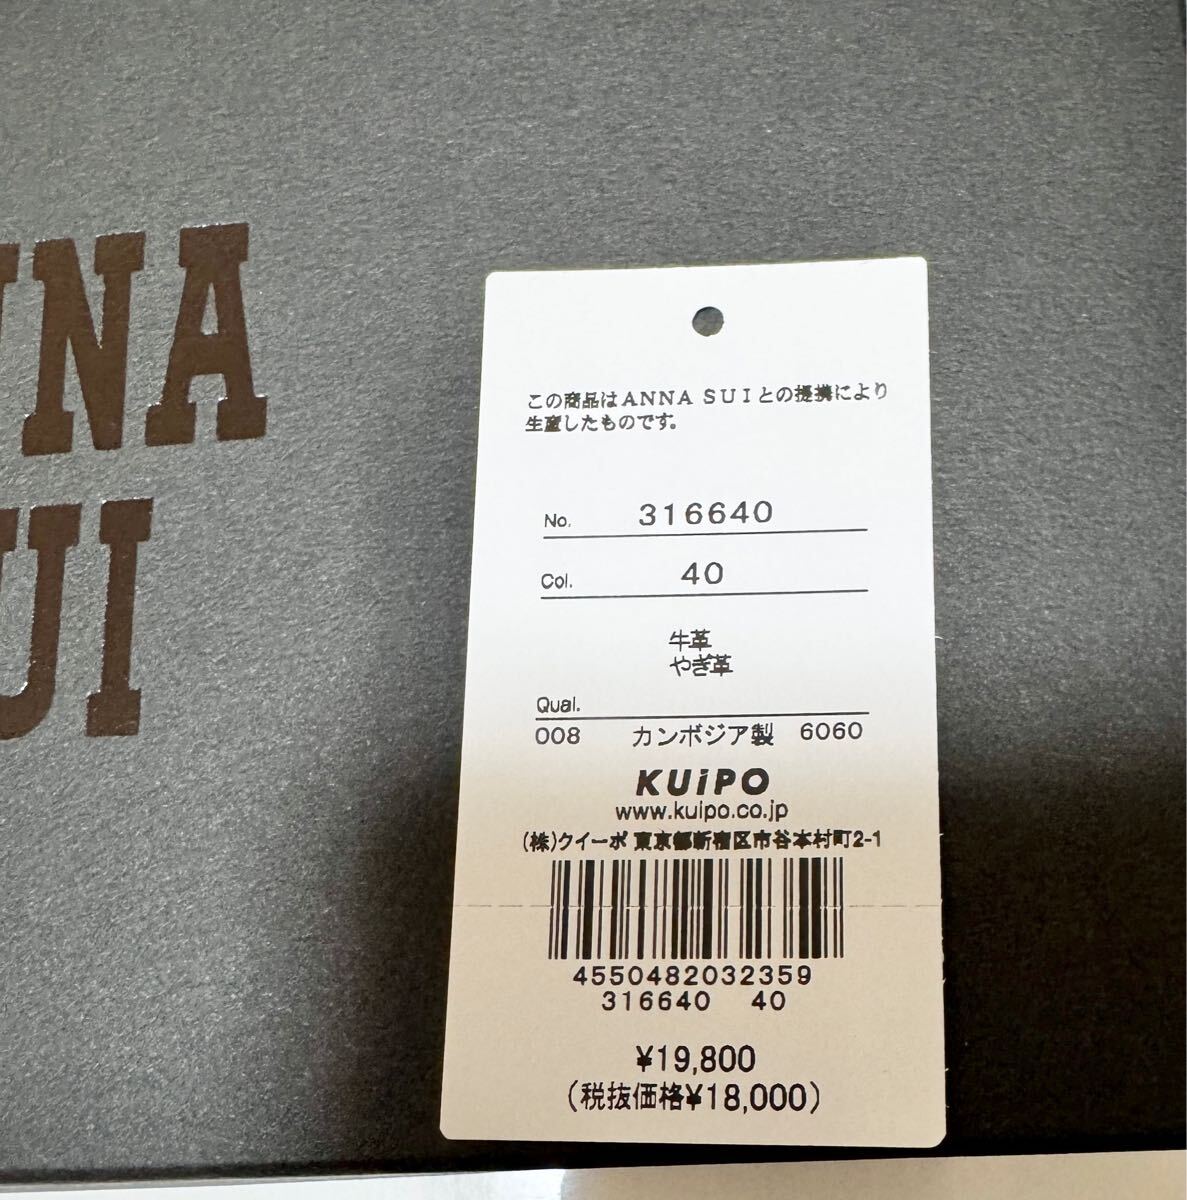 NNA
UI
この商品はANNA SUIとの提携により
生産したものです。
No. 316640
Col. 40
牛革
やぎ革
Qual.
008 カンボジア製 6060
KUiPO
www.kuipo.co.jp
(株)クイーポ 東京都新宿区市谷本村町2-1
4550482032359
316640 40
¥19,800
(税抜価格¥18,000)